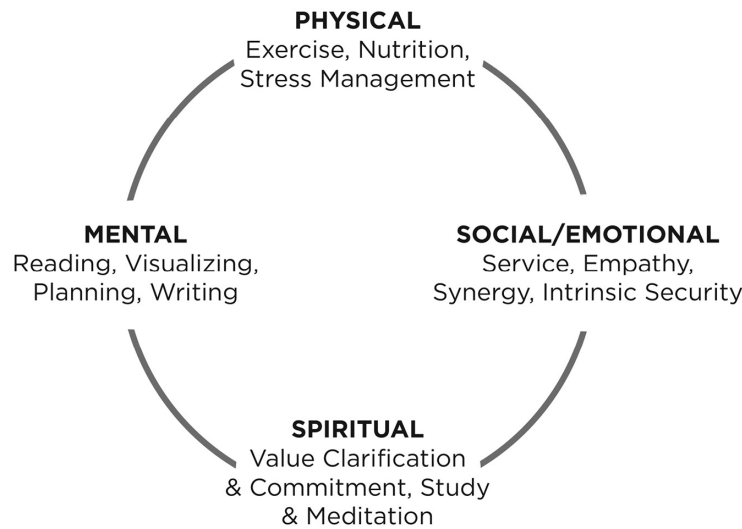 PHYSICAL
Exercise, Nutrition,
Stress Management
MENTAL
Reading, Visualizing,
Planning, Writing
SOCIAL/EMOTIONAL
Service, Empathy,
Synergy, Intrinsic Security
SPIRITUAL
Value Clarification
& Commitment, Study
& Meditation